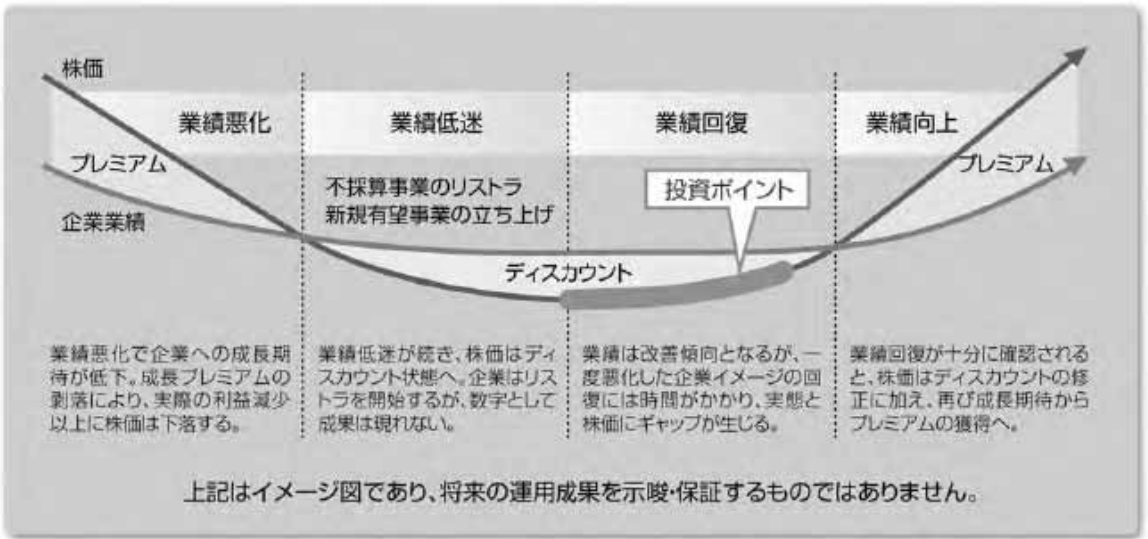 株価
業績悪化
業績低迷
業績回復
業績向上
プレミアム
プレミアム
企業業績
不採算事業のリストラ
新規有望事業の立ち上げ
投資ポイント
ディスカウント
業績悪化で企業への成長期
待が低下。成長プレミアムの
剥落により、実際の利益減少
以上に株価は下落する。
業績低迷が続き、株価はディ
スカウント状態へ。企業はリス
トラを開始するが、数字として
成果は現れない。
業績は改善傾向となるが、一
度悪化した企業イメージの回
復には時間がかかり、実態と
株価にギャップが生じる。
業績回復が十分に確認される
と、株価はディスカウントの修
正に加え、再び成長期待から
プレミアムの獲得へ。
上記はイメージ図であり、将来の運用成果を示唆・保証するものではありません。